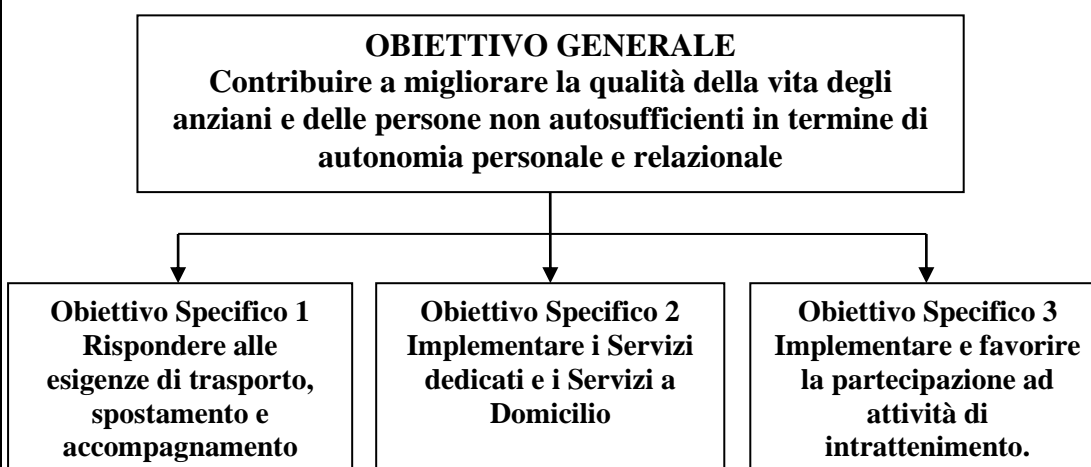 OBIETTIVO GENERALE
Contribuire a migliorare la qualità della vita degli
anziani e delle persone non autosufficienti in termine di
autonomia personale e relazionale
Obiettivo Specifico 1
Rispondere alle
esigenze di trasporto,
spostamento e
accompagnamento
Obiettivo Specifico 2
Implementare i Servizi
dedicati e i Servizi a
Domicilio
Obiettivo Specifico 3
Implementare e favorire
la partecipazione ad
attività di
intrattenimento.